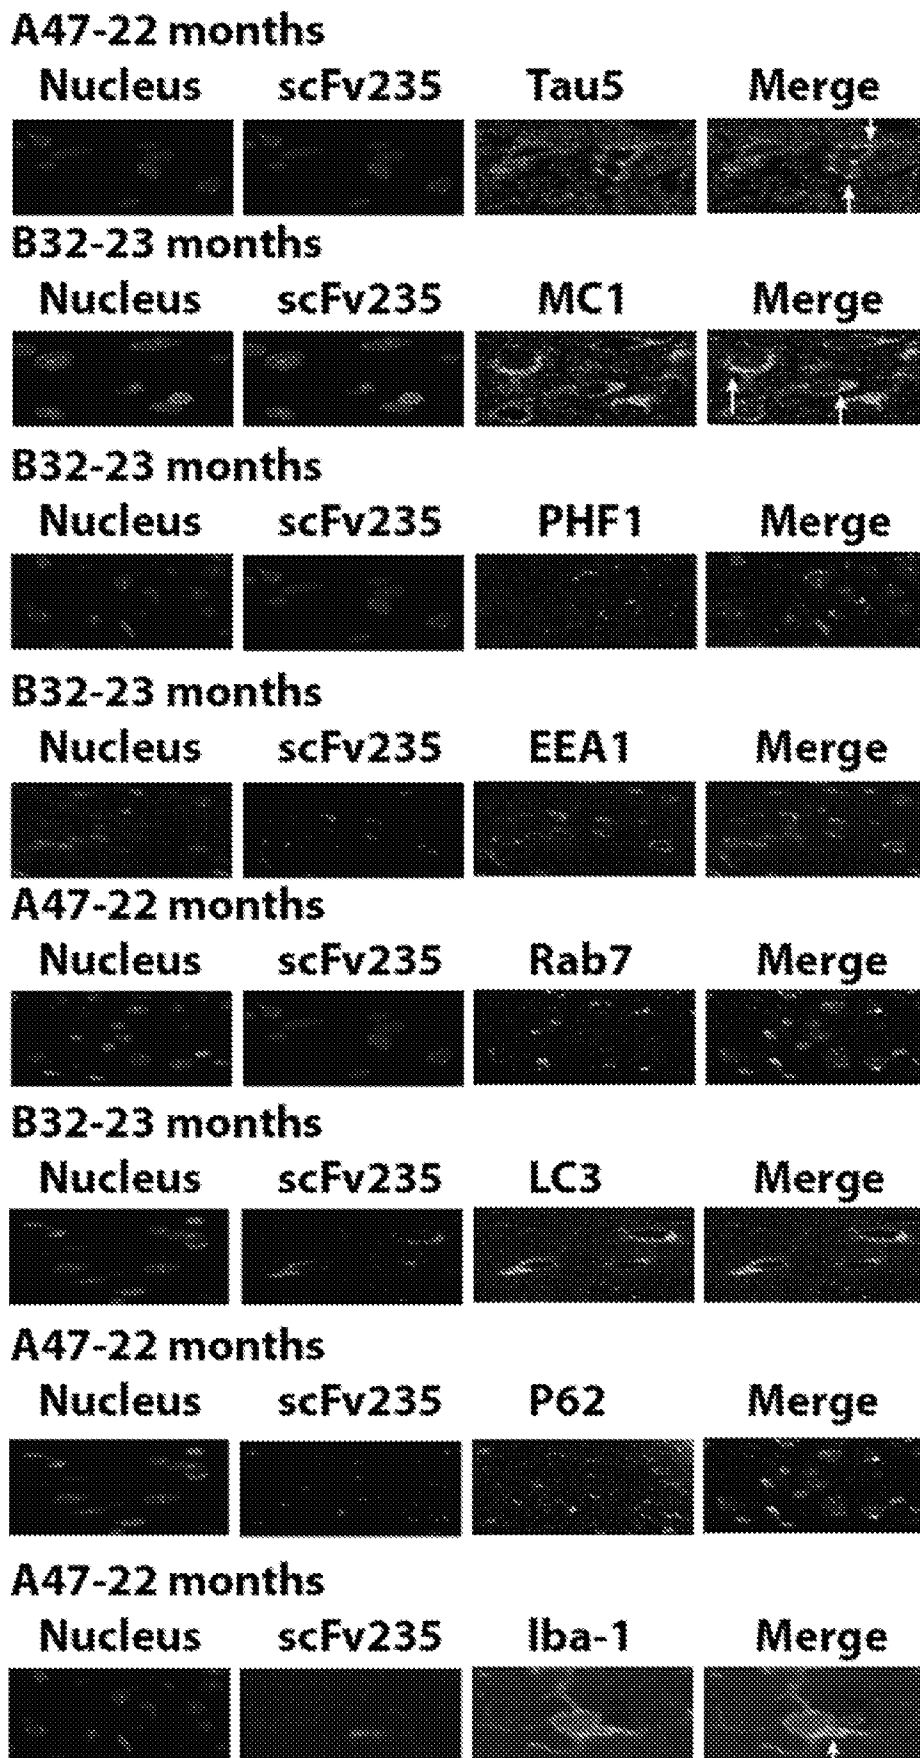 A47-22 months
Nucleus scFv235 Tau5 Merge
B32-23 months
Nucleus scFv235 MC1 Merge
B32-23 months
Nucleus scFv235 PHF1 Merge
B32-23 months
Nucleus scFv235 EEA1 Merge
A47-22 months
Nucleus scFv235 Rab7 Merge
B32-23 months
Nucleus scFv235 LC3 Merge
A47-22 months
Nucleus scFv235 P62 Merge
A47-22 months
Nucleus scFv235 Iba-1 Merge